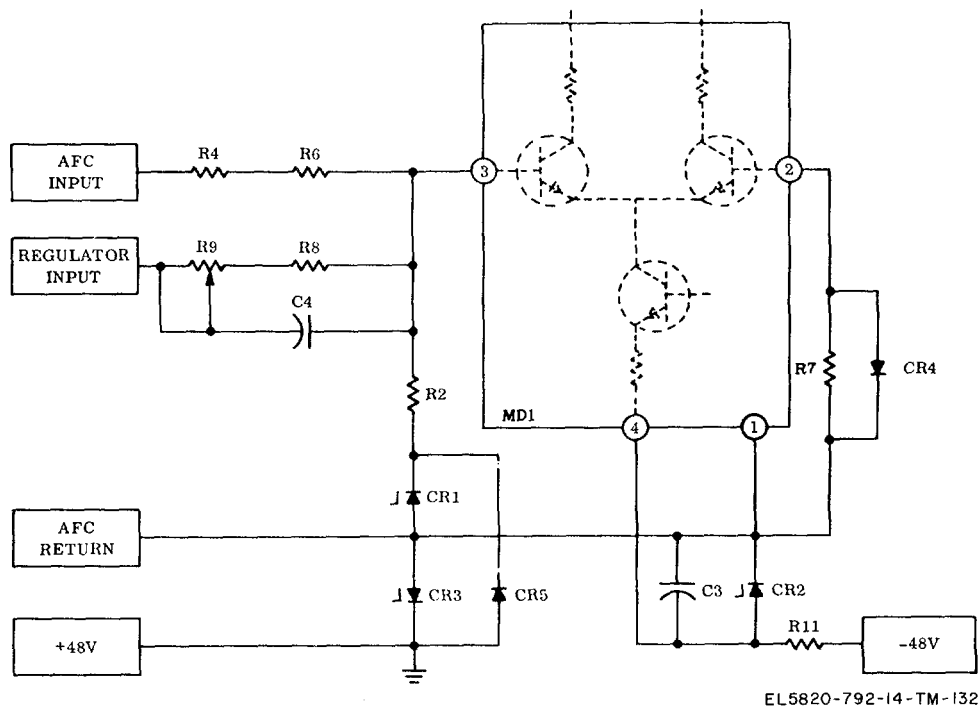 AFC
INPUT
R4
R6
3
2
REGULATOR
INPUT
R9
R8
C4
R2
R7
CR4
MD1
4
1
CR1
AFC
RETURN
CR3
CR5
C3
CR2
+48V
R11
-48V
EL5820-792-14-TM-132